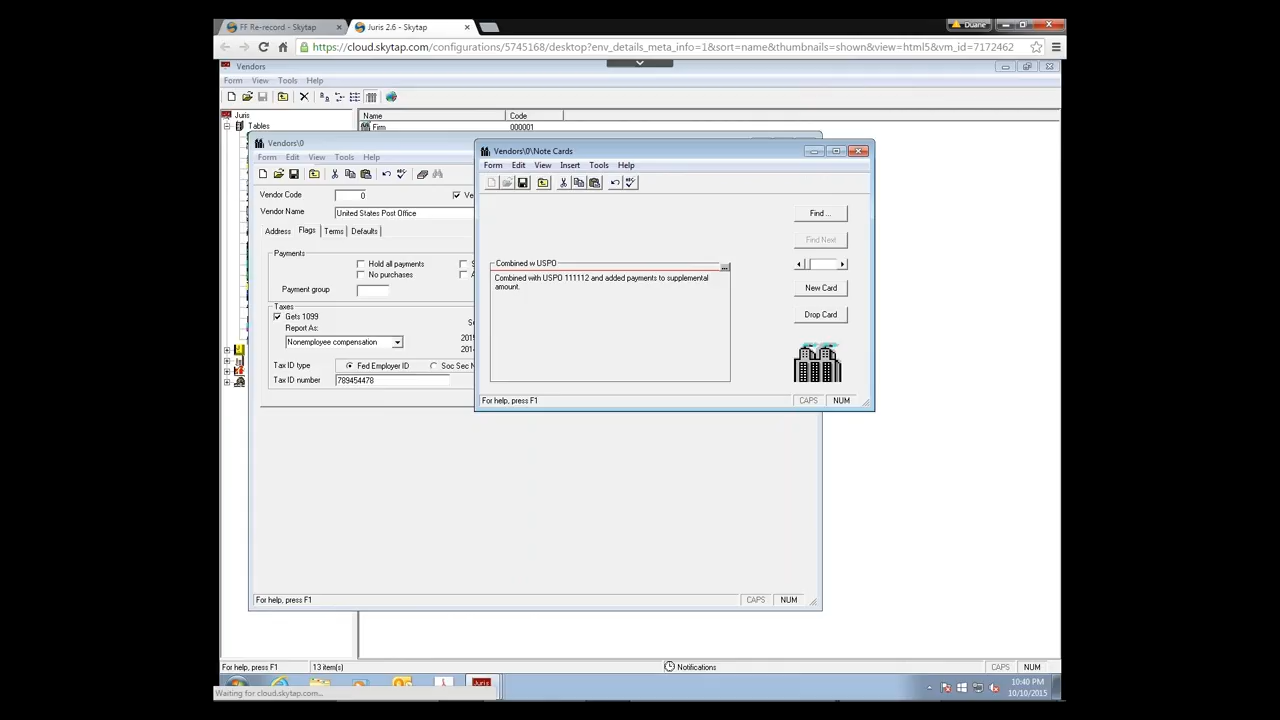 FF Re-record - Skytap
Juris 2.6 - Skytap
Duane
https://cloud.skytap.com/configurations/5745168/desktop?env_details_meta_info=1&sort=name&thumbnails=shown&view=html5&vm_id=7172462
Vendors
Form View Tools Help
Juris
Tables
Name Code
Firm 000001
Vendors\0
Form Edit View Tools Help
Vendor Code 0
Vendor Name United States Post Office
Address Flags Terms Defaults
Payments
Hold all payments
No purchases
Payment group
Taxes
Gets 1099
Report As:
Nonemployee compensation
Tax ID type Fed Employer ID Soc Sec N
Tax ID number 789454478
For help, press F1 CAPS NUM
Vendors\0\Note Cards
Form Edit View Insert Tools Help
Find ...
Find Next
New Card
Drop Card
Combined w USPO
Combined with USPO 111112 and added payments to supplemental
amount.
For help, press F1 CAPS NUM
For help, press F1 13 item(s) Notifications CAPS NUM
Waiting for cloud.skytap.com...
Juris
10:40 PM
10/10/2015